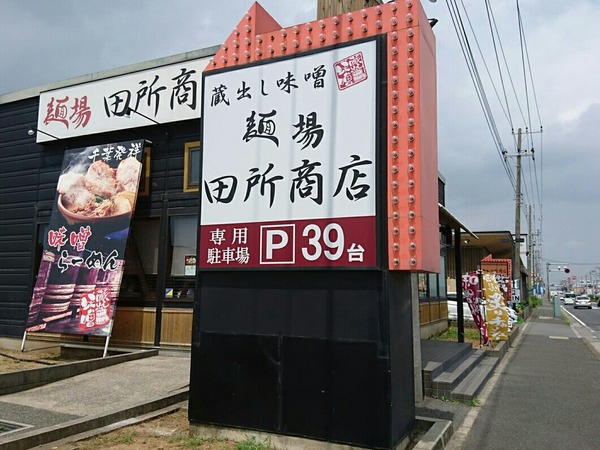 麺場 田所商
蔵出し味噌
麺場
田所商店
専用
駐車場
P 39台
千葉発祥
味噌
らーめん